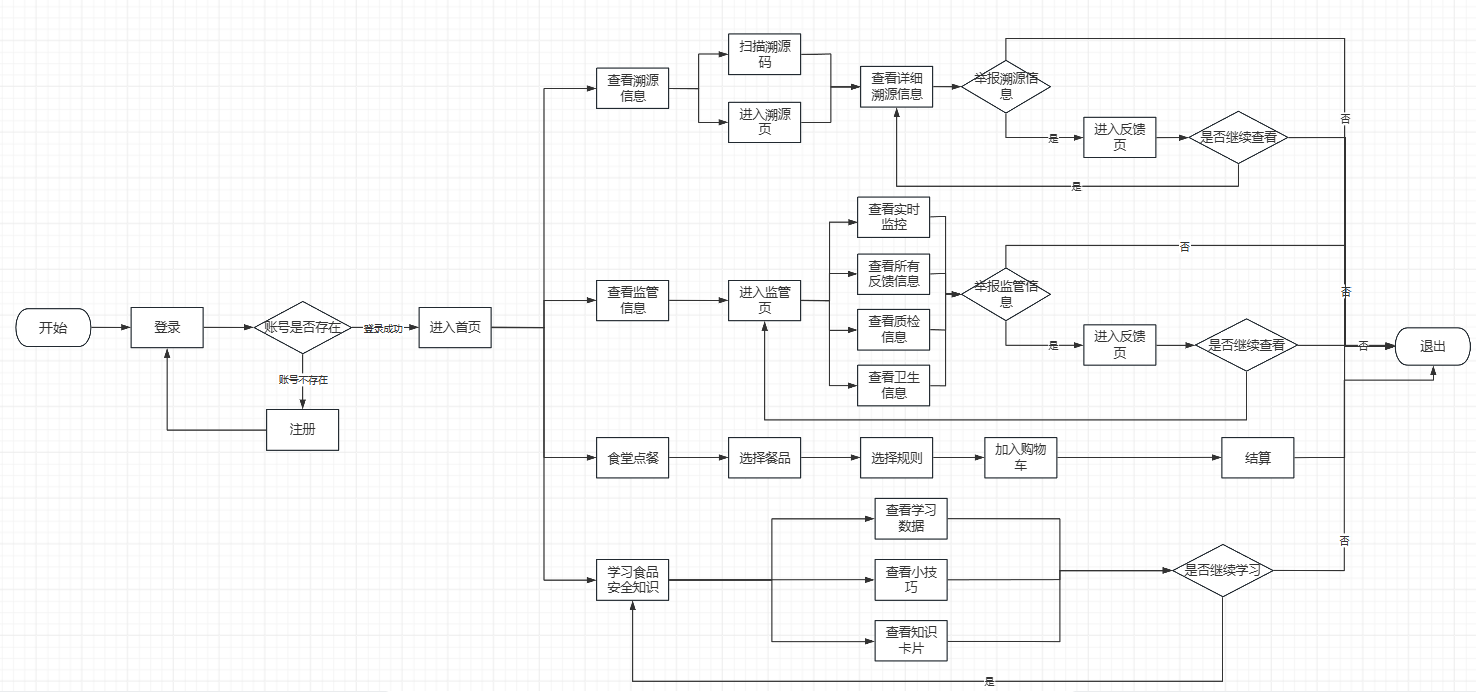 扫描溯源
码
查看溯源
信息
进入溯源
页
查看详细
溯源信息
举报溯源信
息
否
是
进入反馈
页
是否继续查看
是
查看实时
监控
查看所有
反馈信息
查看质检
信息
查看卫生
信息
查看监管
信息
进入监管
页
举报监管信
息
否
否
是
进入反馈
页
是否继续查看
否
退出
开始
登录
账号是否存在
登录成功
进入首页
账号不存在
注册
食堂点餐
选择餐品
选择规则
加入购物
车
结算
学习食品
安全知识
查看学习
数据
查看小技
巧
查看知识
卡片
是否继续学习
否
是